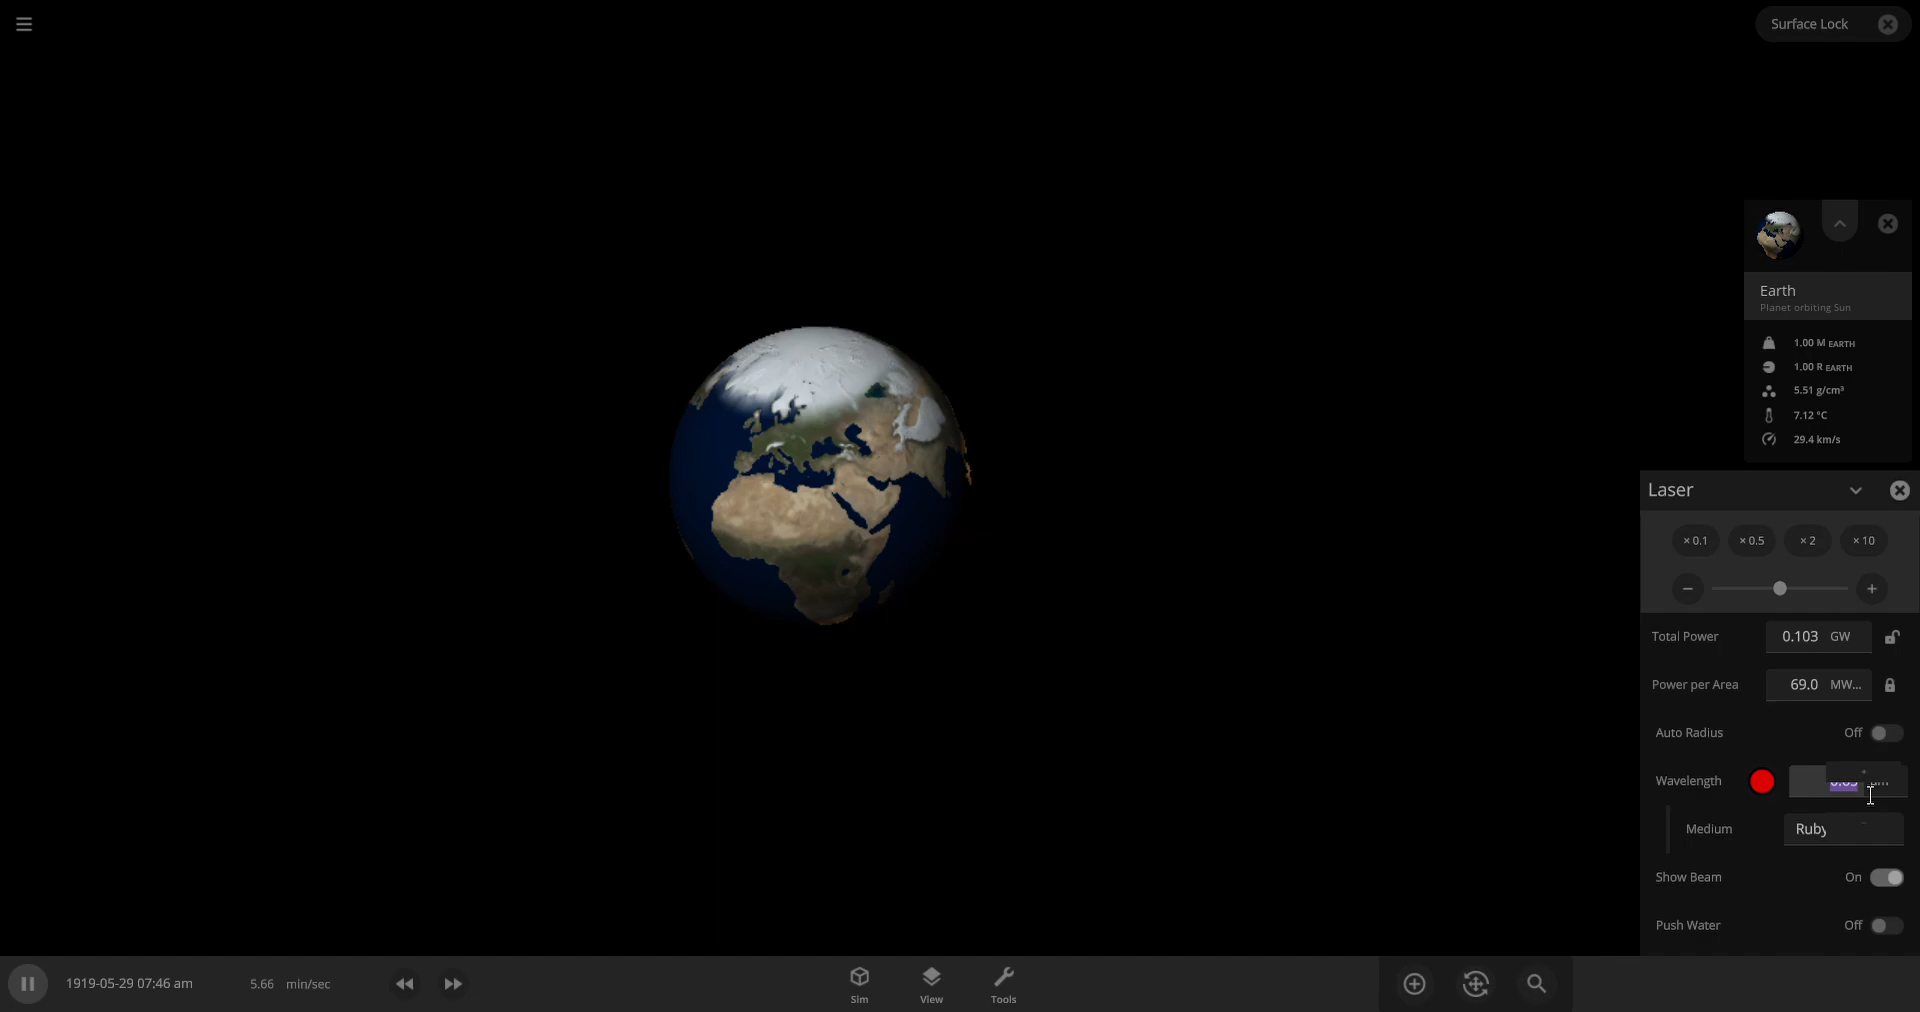 Surface Lock
Earth
Planet orbiting Sun
1.00 M EARTH
1.00 R EARTH
5.51 g/cm³
7.12 °C
29.4 km/s
Laser
× 0.1 × 0.5 × 2 × 10
− +
Total Power 0.103 GW
Power per Area 69.0 MW...
Auto Radius Off
Wavelength
Medium Ruby
Show Beam On
Push Water Off
1919-05-29 07:46 am 5.66 min/sec
Sim View Tools